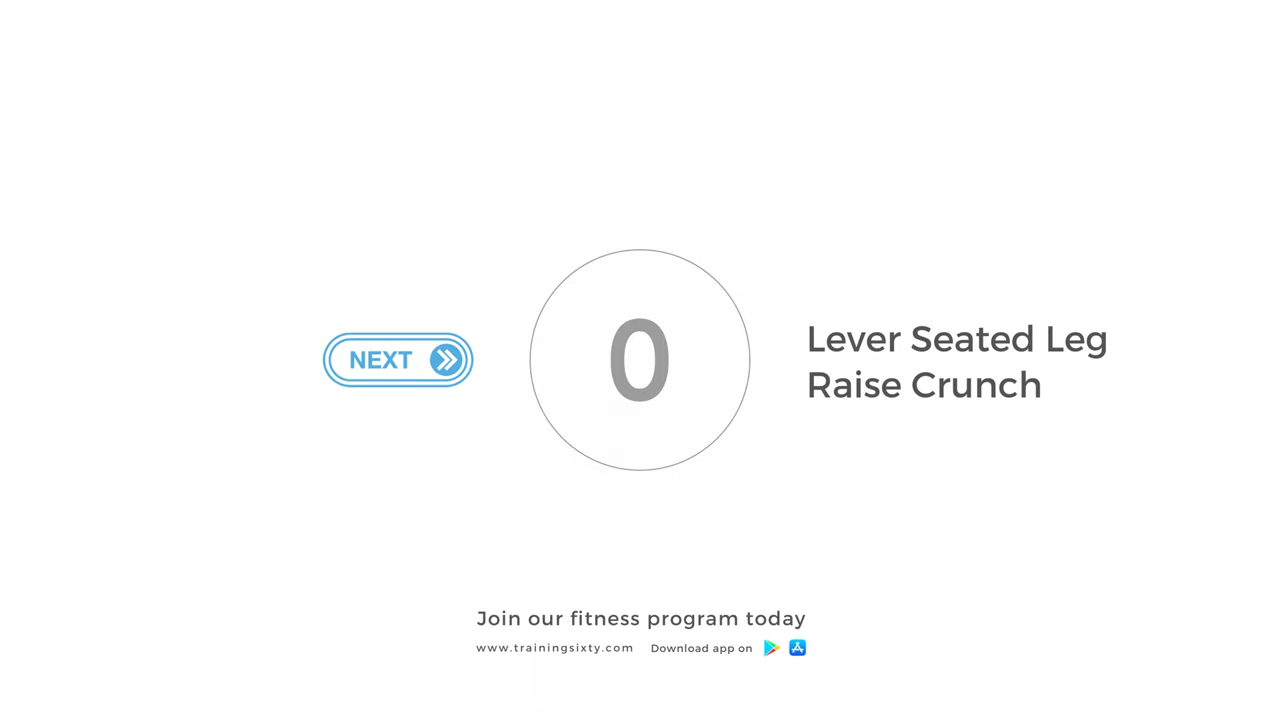 NEXT
0
Lever Seated Leg
Raise Crunch
Join our fitness program today
www.trainingsixty.com Download app on